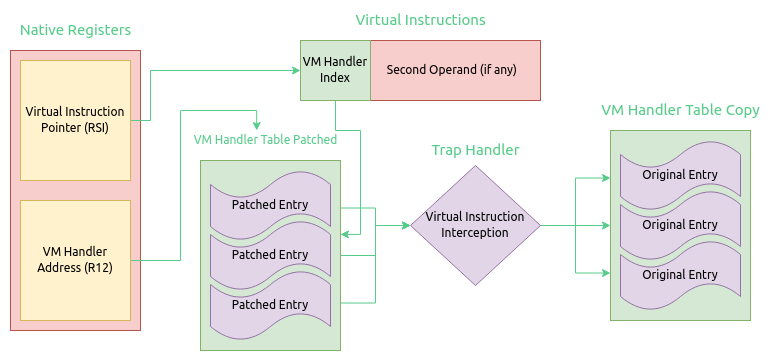 Virtual Instructions
Native Registers
VM Handler
Index
Second Operand (if any)
Virtual Instruction
Pointer (RSI)
VM Handler Table Patched
VM Handler Table Copy
Trap Handler
Patched Entry
Patched Entry
Patched Entry
Virtual Instruction
Interception
Original Entry
Original Entry
Original Entry
VM Handler
Address (R12)